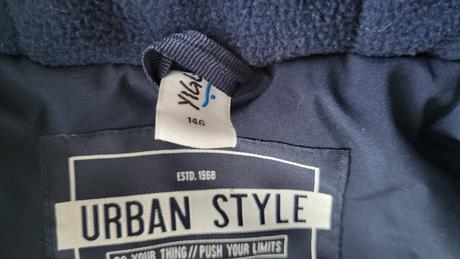 146
ESTD. 1968
URBAN STYLE
DO YOUR THING // PUSH YOUR LIMITS